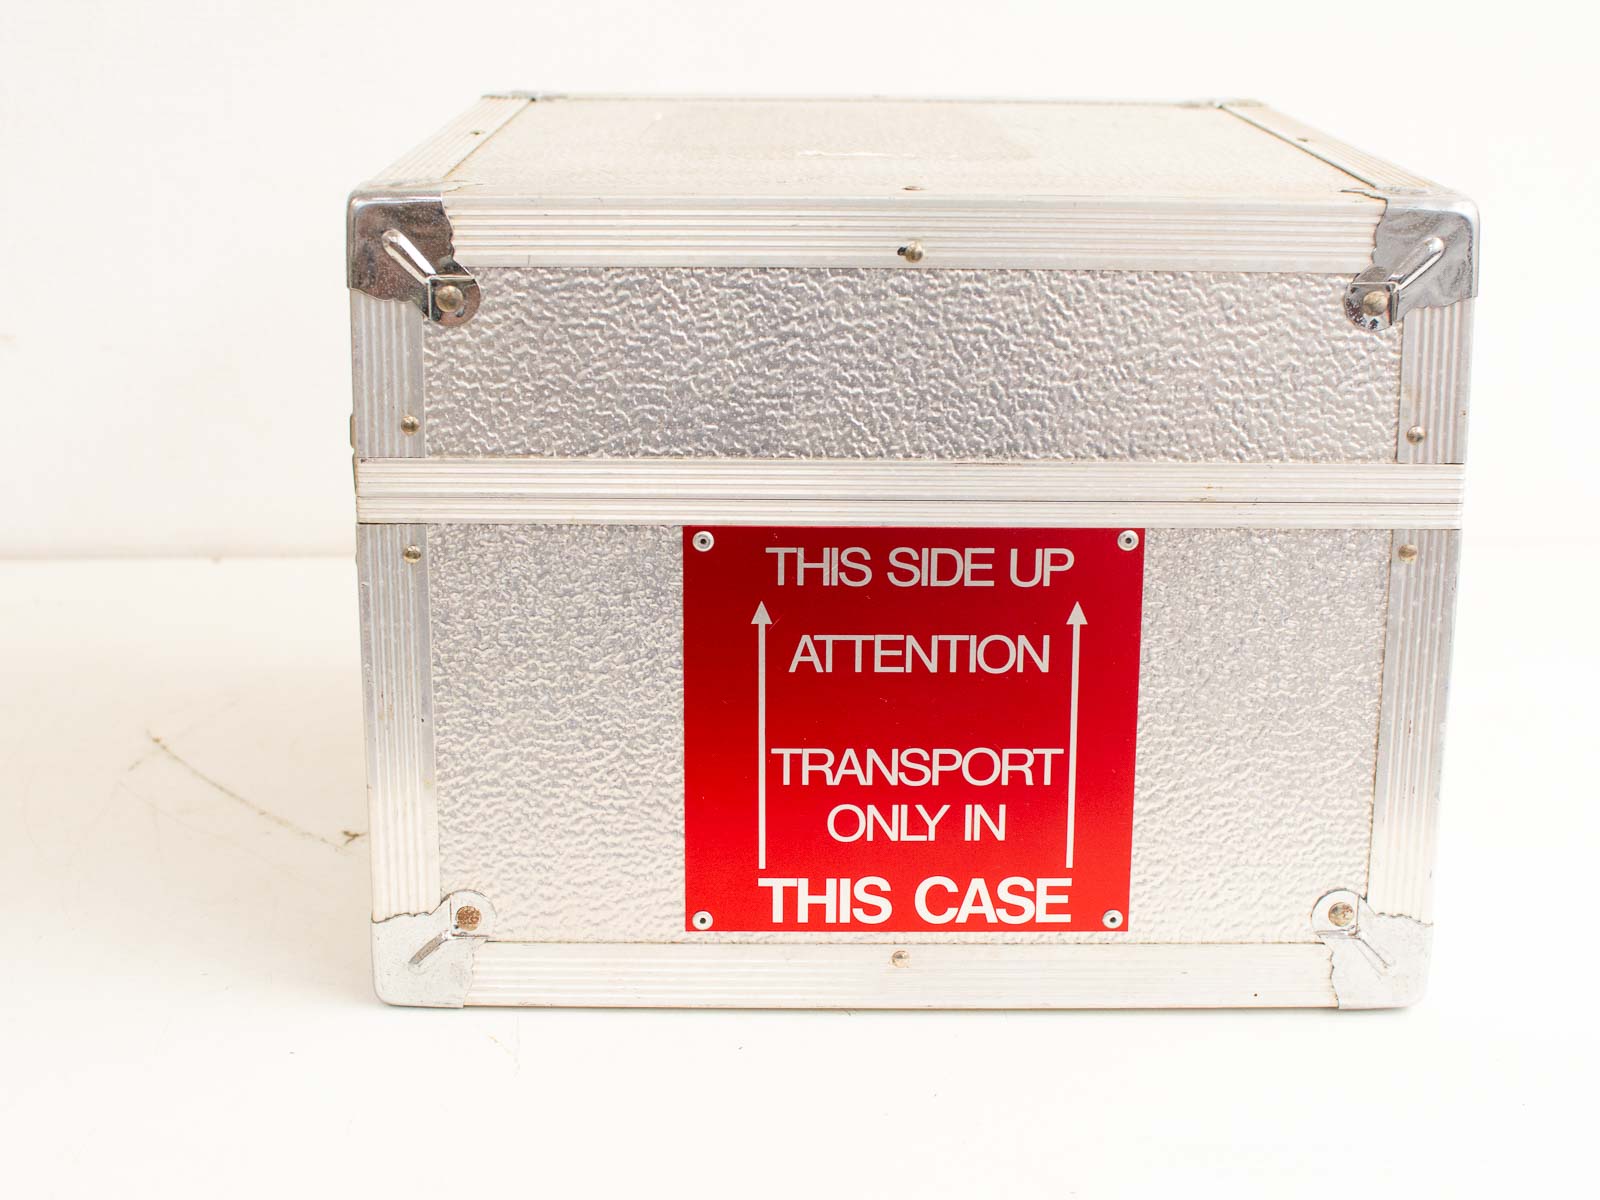 THIS SIDE UP
ATTENTION
TRANSPORT
ONLY IN
THIS CASE